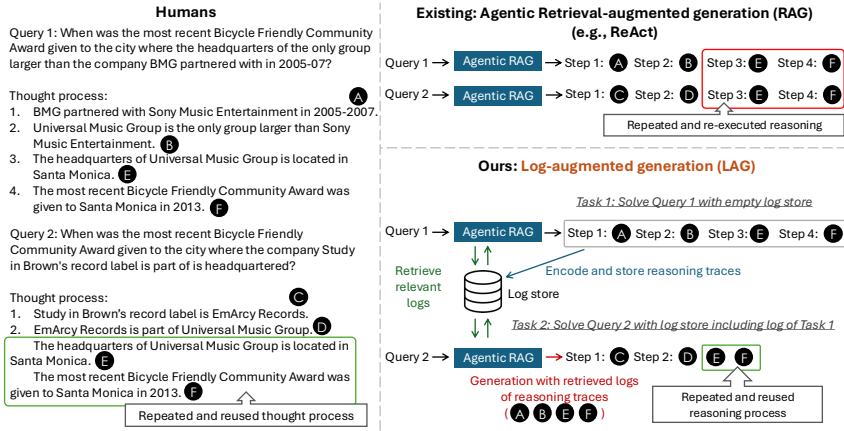 Humans
Query 1: When was the most recent Bicycle Friendly Community
Award given to the city where the headquarters of the only group
larger than the company BMG partnered with in 2005-07?
Thought process:
A
1. BMG partnered with Sony Music Entertainment in 2005-2007.
2. Universal Music Group is the only group larger than Sony
Music Entertainment. B
3. The headquarters of Universal Music Group is located in
Santa Monica. E
4. The most recent Bicycle Friendly Community Award was
given to Santa Monica in 2013. F
Query 2: When was the most recent Bicycle Friendly
Community Award given to the city where the company Study
in Brown's record label is part of is headquartered?
Thought process:
C
1. Study in Brown's record label is EmArcy Records.
2. EmArcy Records is part of Universal Music Group. D
The headquarters of Universal Music Group is located in
Santa Monica. E
The most recent Bicycle Friendly Community Award was
given to Santa Monica in 2013. F
Repeated and reused thought process
Existing: Agentic Retrieval-augmented generation (RAG)
(e.g., ReAct)
Query 1 Agentic RAG Step 1: A Step 2: B Step 3: E Step 4: F
Query 2 Agentic RAG Step 1: C Step 2: D Step 3: E Step 4: F
Repeated and re-executed reasoning
Ours: Log-augmented generation (LAG)
Task 1: Solve Query 1 with empty log store
Query 1 Agentic RAG Step 1: A Step 2: B Step 3: E Step 4: F
Retrieve
relevant
logs
Encode and store reasoning traces
Log store
Task 2: Solve Query 2 with log store including log of Task 1
Query 2 Agentic RAG Step 1: C Step 2: D E F
Generation with retrieved logs
of reasoning traces
( A B E F )
Repeated and reused
reasoning process